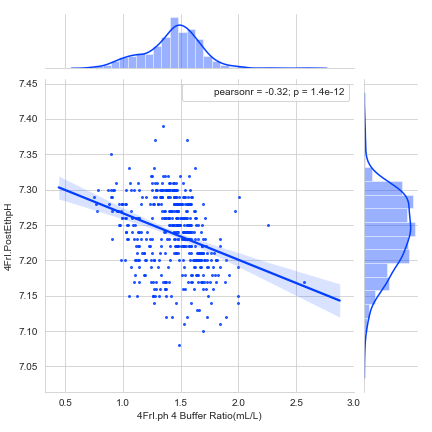 pearsonr = -0.32; p = 1.4e-12
7.45
7.40
7.35
7.30
7.25
7.20
7.15
7.10
7.05
4FrI.PostEthpH
0.5 1.0 1.5 2.0 2.5 3.0
4FrI.ph 4 Buffer Ratio(mL/L)